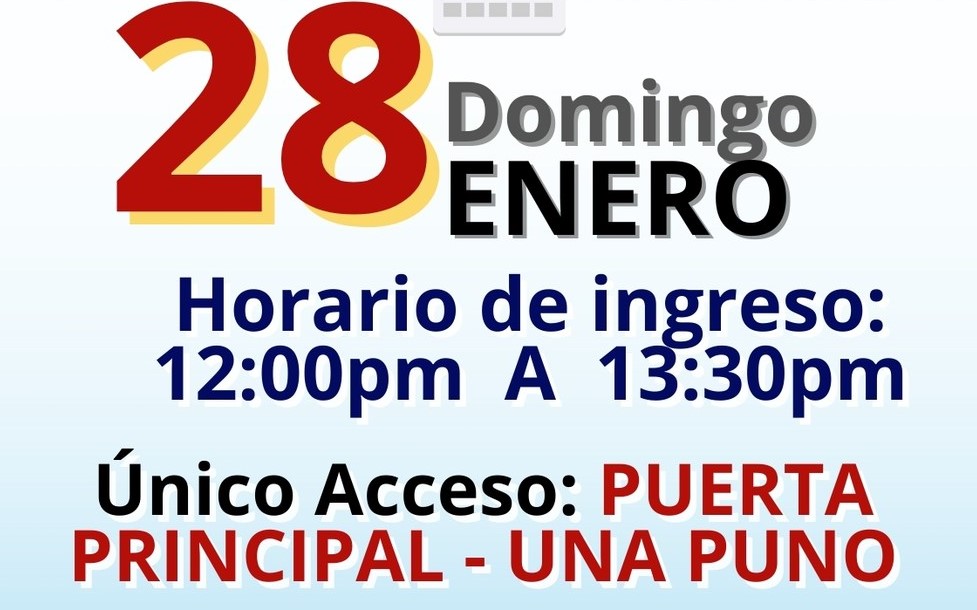 28
Domingo
ENERO
Horario de ingreso:
12:00pm A 13:30pm
Único Acceso: PUERTA
PRINCIPAL - UNA PUNO